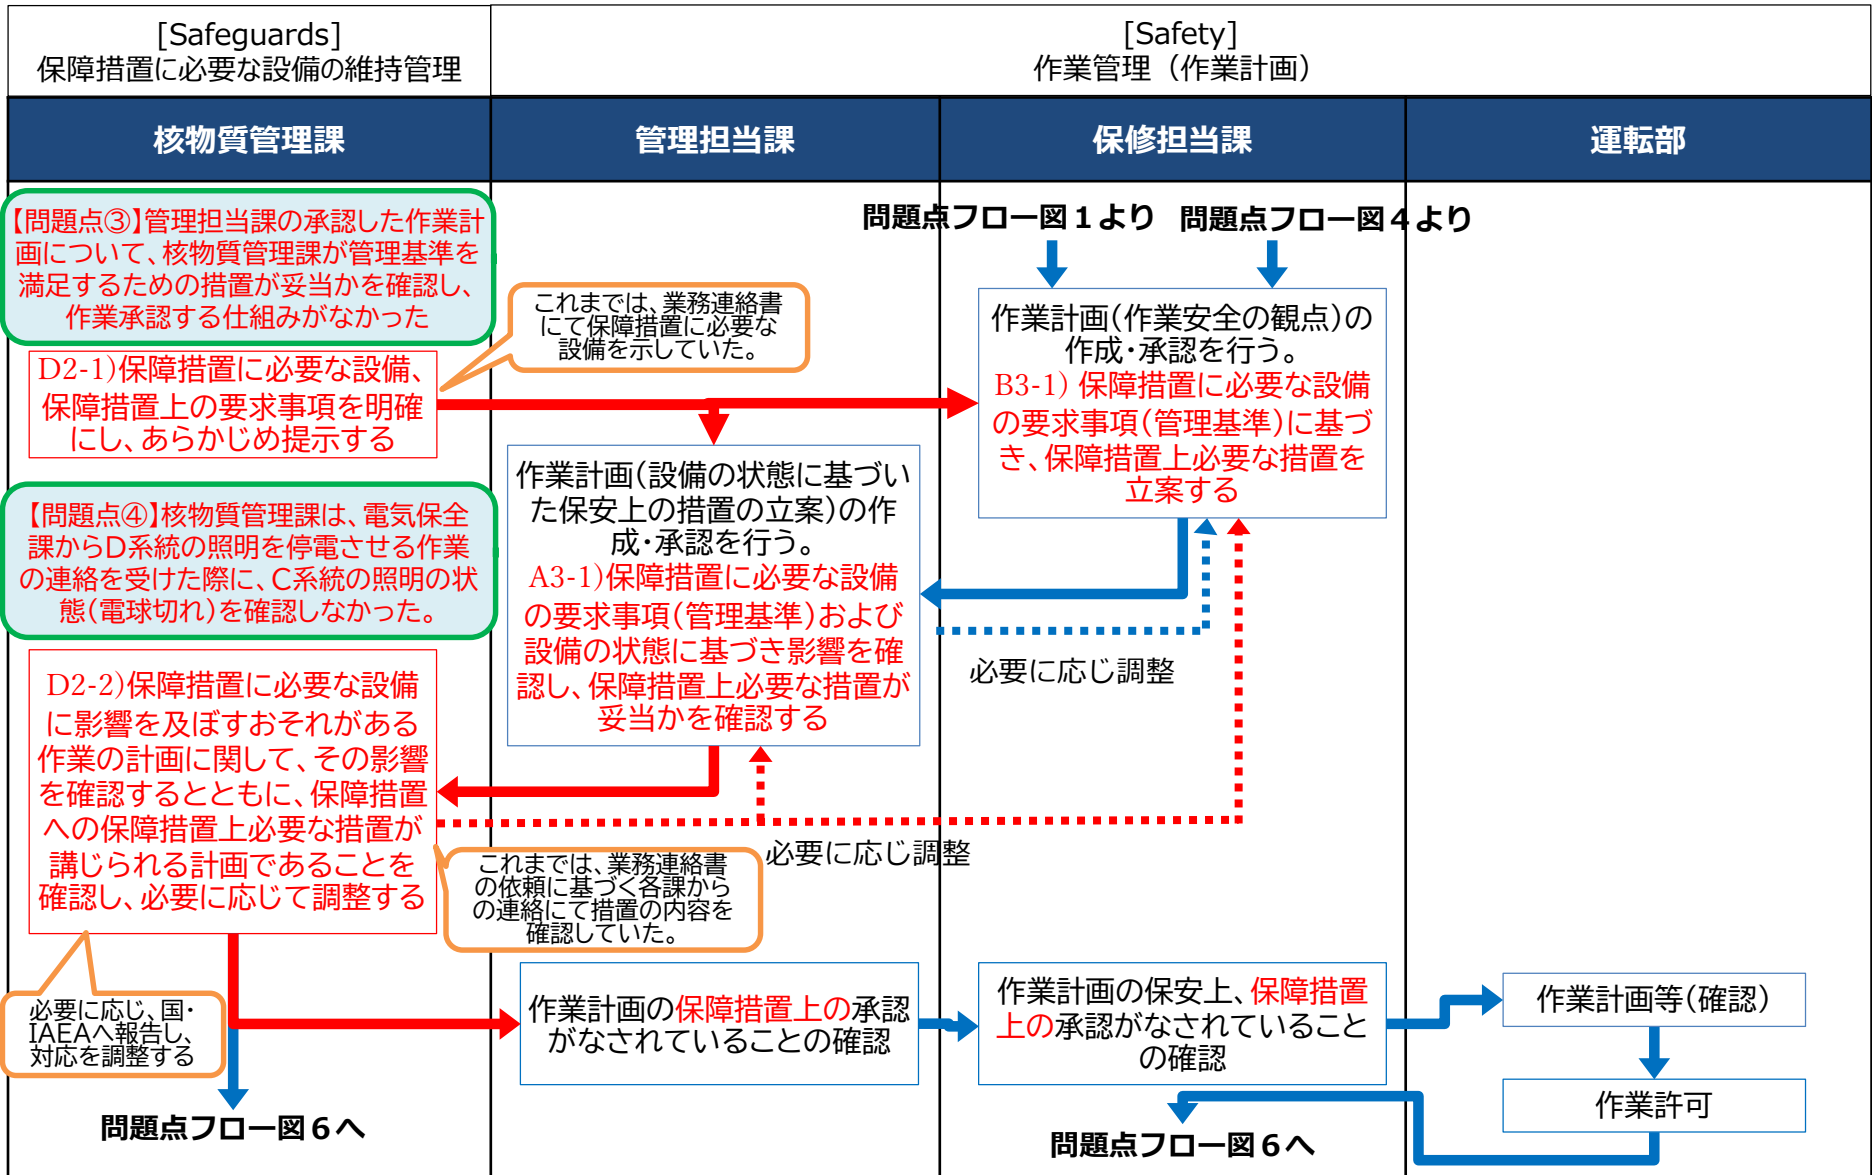 [Safeguards]
保障措置に必要な設備の維持管理
[Safety]
作業管理（作業計画）
核物質管理課
管理担当課
保修担当課
運転部
【問題点③】管理担当課の承認した作業計
画について、核物質管理課が管理基準を
満足するための措置が妥当かを確認し、
作業承認する仕組みがなかった
D2-1)保障措置に必要な設備、
保障措置上の要求事項を明確
にし、あらかじめ提示する
これまでは、業務連絡書
にて保障措置に必要な
設備を示していた。
問題点フロー図１より
問題点フロー図４より
作業計画(作業安全の観点)の
作成・承認を行う。
B3-1) 保障措置に必要な設備
の要求事項(管理基準)に基づ
き、保障措置上必要な措置を
立案する
作業計画(設備の状態に基づい
た保安上の措置の立案)の作
成・承認を行う。
A3-1)保障措置に必要な設備
の要求事項(管理基準)および
設備の状態に基づき影響を確
認し、保障措置上必要な措置が
妥当かを確認する
必要に応じ調整
【問題点④】核物質管理課は、電気保全
課からD系統の照明を停電させる作業
の連絡を受けた際に、C系統の照明の状
態(電球切れ)を確認しなかった。
D2-2)保障措置に必要な設備
に影響を及ぼすおそれがある
作業の計画に関して、その影響
を確認するとともに、保障措置
への保障措置上必要な措置が
講じられる計画であることを
確認し、必要に応じて調整する
必要に応じ調整
これまでは、業務連絡書
の依頼に基づく各課から
の連絡にて措置の内容を
確認していた。
必要に応じ、国・
IAEAへ報告し、
対応を調整する
作業計画の保障措置上の承認
がなされていることの確認
作業計画の保安上、保障措置
上の承認がなされていること
の確認
作業計画等(確認)
作業許可
問題点フロー図６へ
問題点フロー図６へ